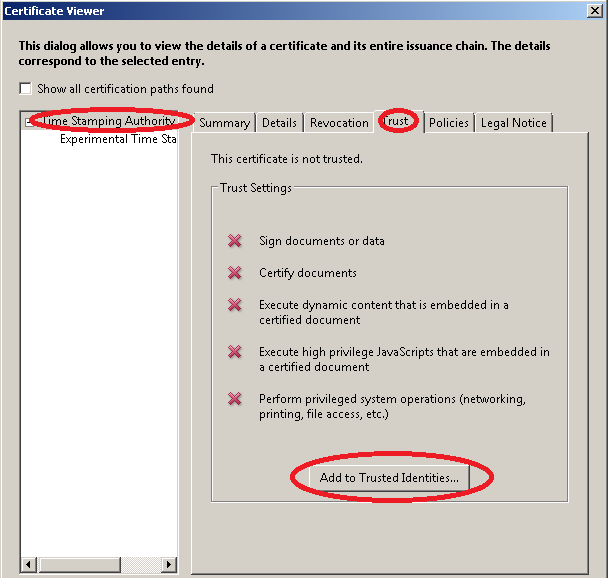 Certificate Viewer
This dialog allows you to view the details of a certificate and its entire issuance chain. The details
correspond to the selected entry.
Show all certification paths found
Time Stamping Authority
Experimental Time Sta
Summary
Details
Revocation
Trust
Policies
Legal Notice
This certificate is not trusted.
Trust Settings
Sign documents or data
Certify documents
Execute dynamic content that is embedded in a
certified document
Execute high privilege JavaScripts that are embedded in
a certified document
Perform privileged system operations (networking,
printing, file access, etc.)
Add to Trusted Identities...